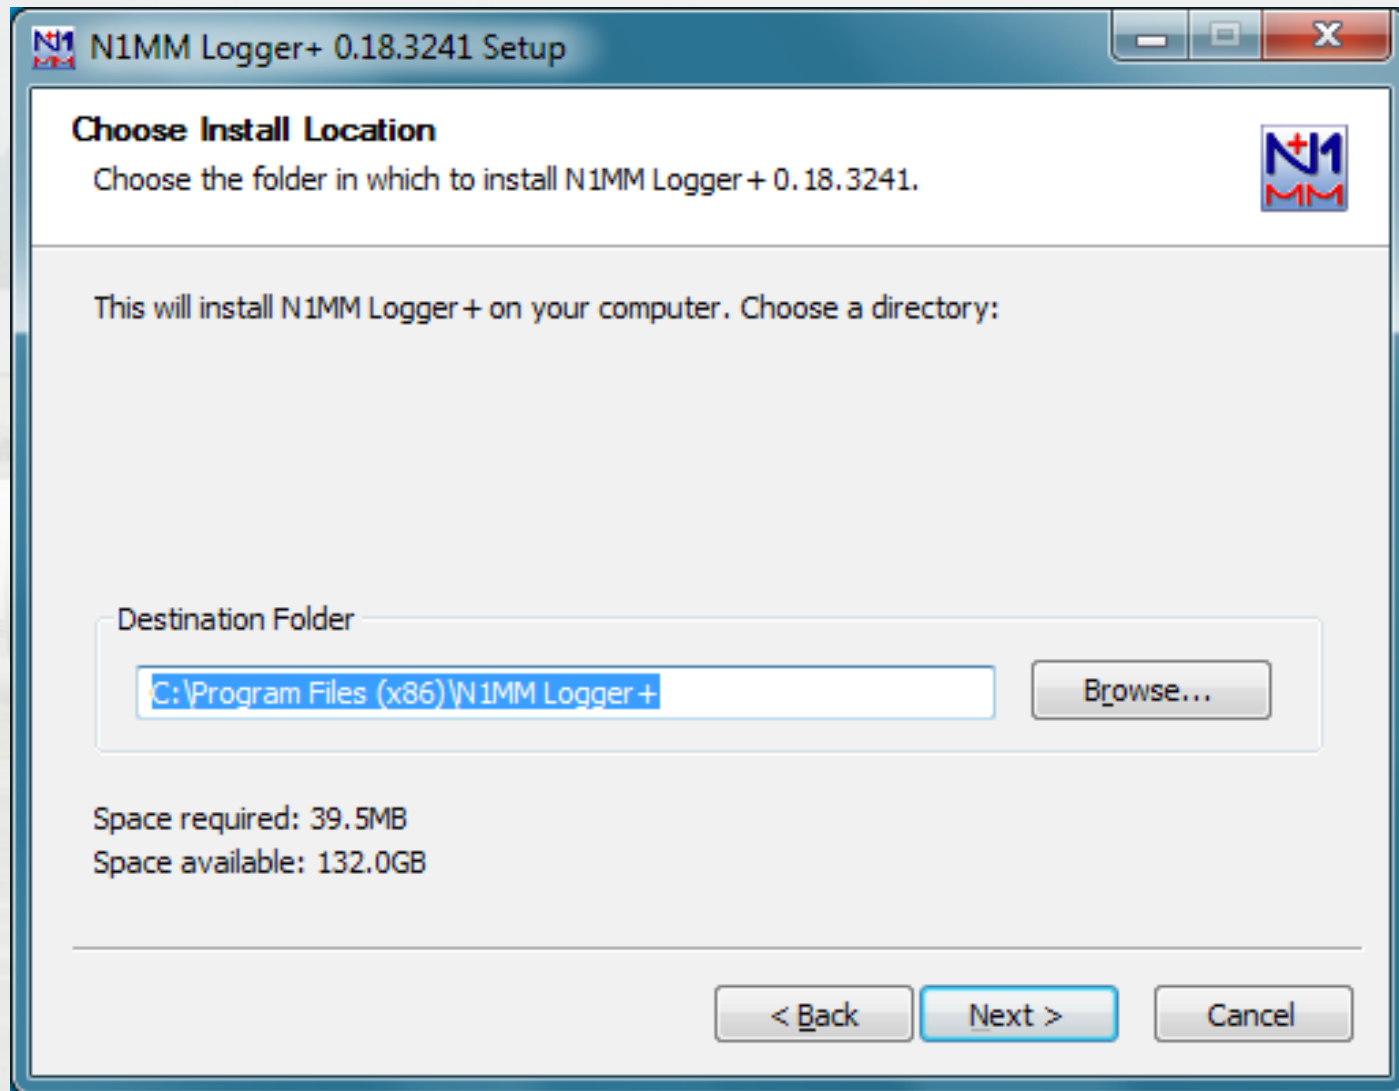 N1MM Logger+ 0.18.3241 Setup
Choose Install Location
Choose the folder in which to install N1MM Logger+ 0.18.3241.
N1
MM
This will install N1MM Logger+ on your computer. Choose a directory:
Destination Folder
C:\Program Files (x86)\N1MM Logger+
Browse...
Space required: 39.5MB
Space available: 132.0GB
< Back
Next >
Cancel